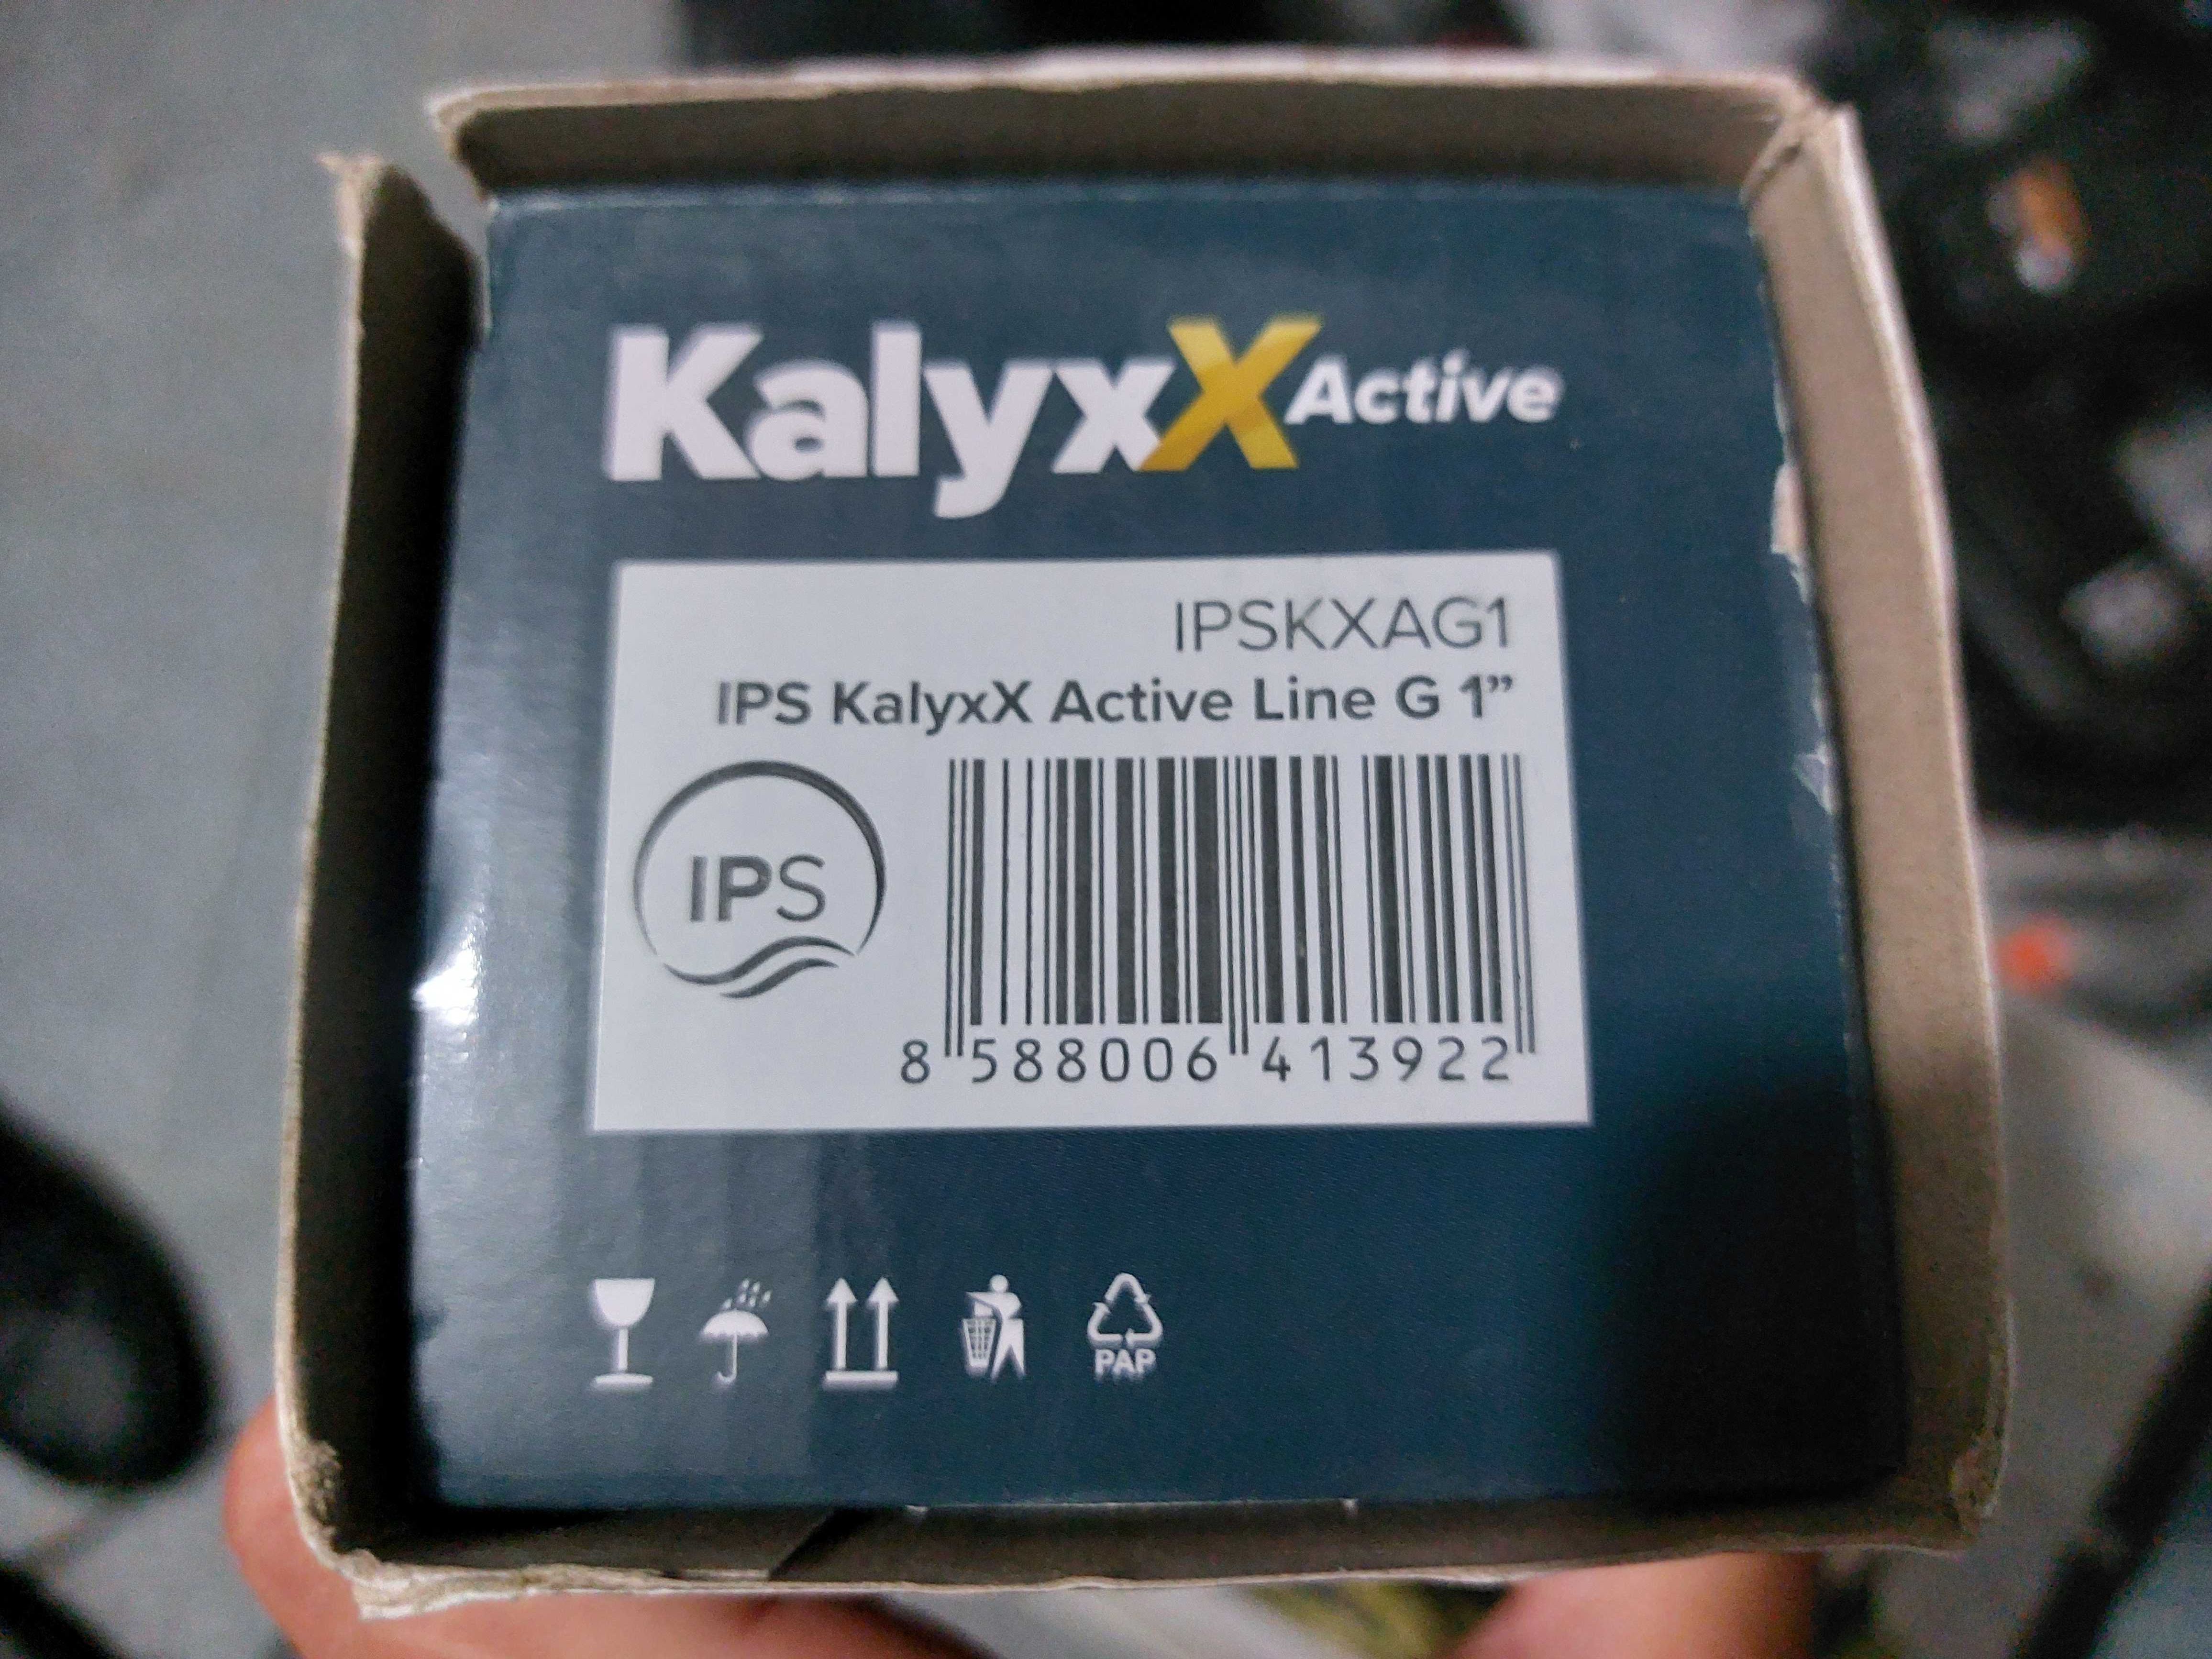 KalyxX Active
IPSKXAG1
IPS KalyxX Active Line G 1”
IPS
8 588006 413922
PAP